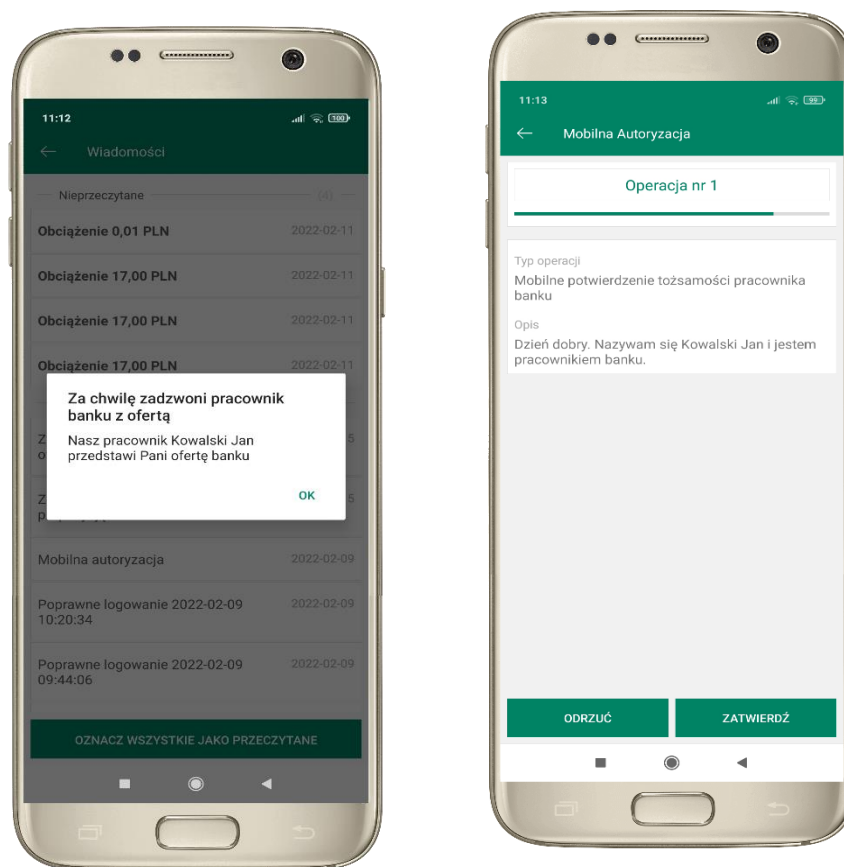 11:12
100
Wiadomości
Nieprzeczytane (4)
Obciążenie 0,01 PLN 2022-02-11
Obciążenie 17,00 PLN 2022-02-11
Obciążenie 17,00 PLN 2022-02-11
Obciążenie 17,00 PLN 2022-02-11
Za chwilę zadzwoni pracownik
banku z ofertą
Nasz pracownik Kowalski Jan
przedstawi Pani ofertę banku
OK
Mobilna autoryzacja 2022-02-09
Poprawne logowanie 2022-02-09 2022-02-09
10:20:34
Poprawne logowanie 2022-02-09 2022-02-09
09:44:06
OZNACZ WSZYSTKIE JAKO PRZECZYTANE
11:13
99
Mobilna Autoryzacja
Operacja nr 1
Typ operacji
Mobilne potwierdzenie tożsamości pracownika
banku
Opis
Dzień dobry. Nazywam się Kowalski Jan i jestem
pracownikiem banku.
ODRZUĆ ZATWIERDŹ